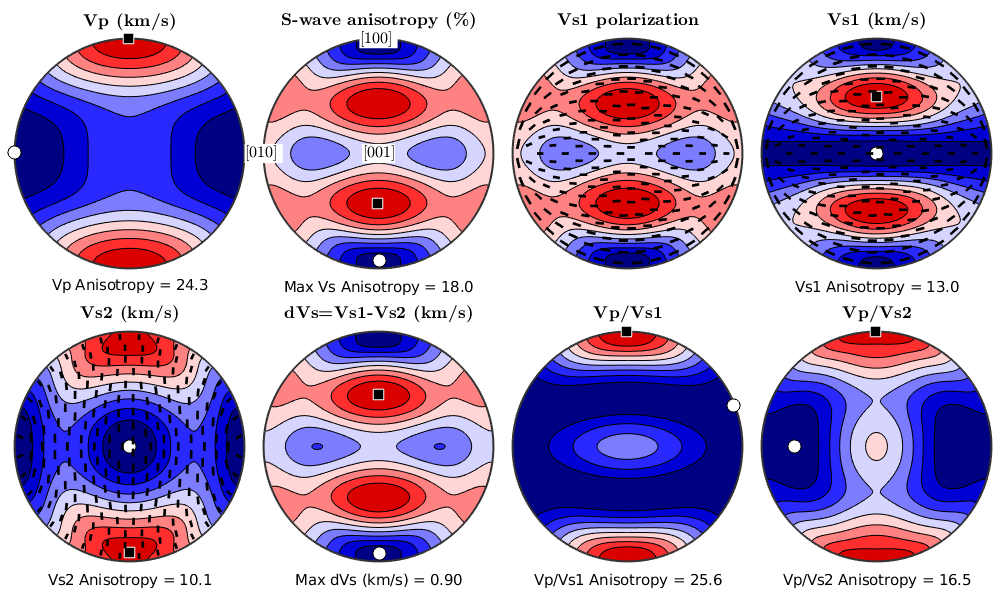 Vp (km/s)
S-wave anisotropy (%)
Vs1 polarization
Vs1 (km/s)
[100]
[010]
[001]
Vp Anisotropy = 24.3
Max Vs Anisotropy = 18.0
Vs1 Anisotropy = 13.0
Vs2 (km/s)
dVs=Vs1-Vs2 (km/s)
Vp/Vs1
Vp/Vs2
Vs2 Anisotropy = 10.1
Max dVs (km/s) = 0.90
Vp/Vs1 Anisotropy = 25.6
Vp/Vs2 Anisotropy = 16.5